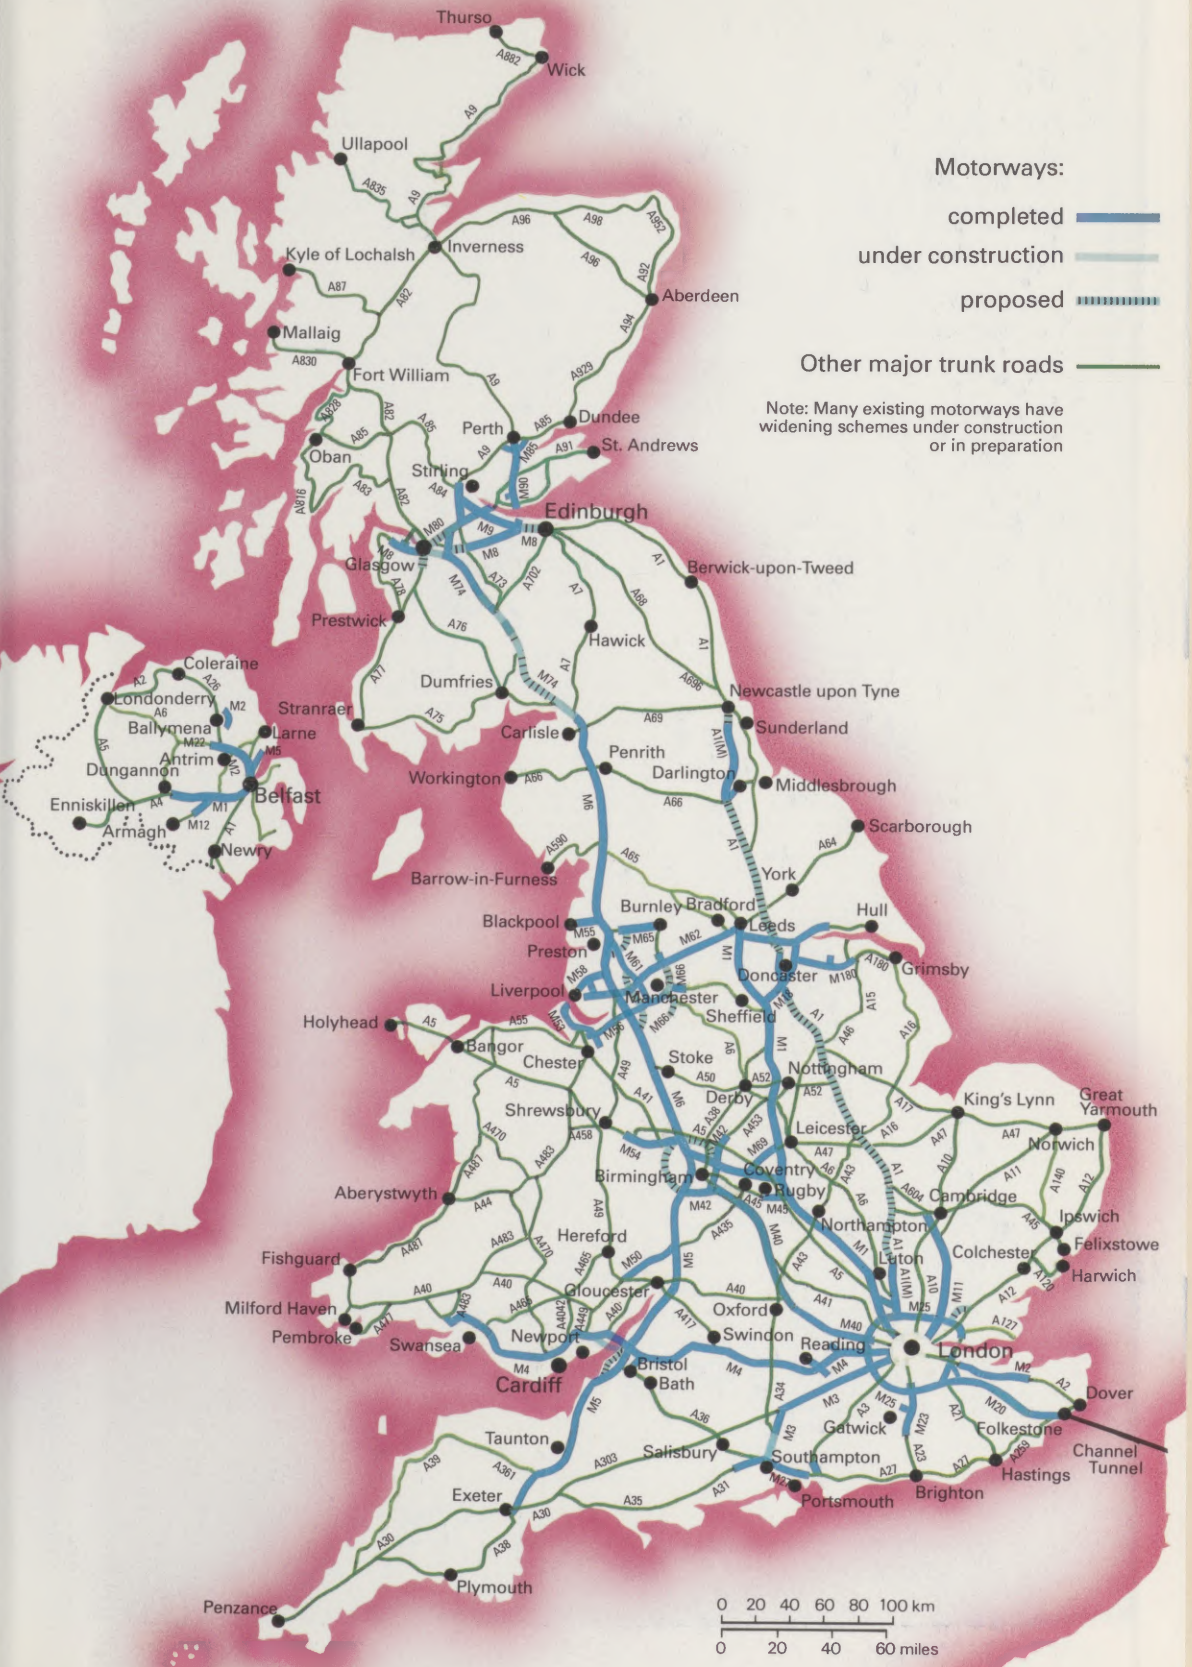 Thurso
A882
Wick
A9
Ullapool
A835
A9
A96
A98
A952
Inverness
A96
Kyle of Lochalsh
A92
A87
A82
Aberdeen
Mallaig
A94
A830
Fort William
A9
A929
A828
A82
A85
Perth
A85
Dundee
A85
A9
M85
A91
St. Andrews
Oban
Stirling
A83
A84
M90
A816
A82
Edinburgh
M80
M9
M8
M8
M8
Glasgow
A1
Berwick-upon-Tweed
M74
A73
A702
A7
A68
A78
Prestwick
A76
Hawick
A1
A77
M74
A7
A696
Dumfries
Newcastle upon Tyne
Stranraer
A75
A69
Carlisle
A1(M)
Sunderland
Coleraine
A2
A26
Londonderry
M2
A6
Ballymena
Larne
A5
M22
M5
Antrim
M2
Dungannon
Belfast
Enniskillen
A4
M1
Armagh
M12
A1
Newry
Penrith
Darlington
Workington
A66
Middlesbrough
A66
M6
Scarborough
A1
A64
A590
A65
York
Barrow-in-Furness
Burnley
Bradford
Hull
Blackpool
Leeds
M55
M65
M62
Preston
M61
M1
M58
M66
Doncaster
M180
A180
Grimsby
Liverpool
Manchester
M18
Sheffield
A15
Holyhead
A5
A55
M53
M56
M66
A1
A46
A16
Bangor
Chester
A6
M1
Stoke
Nottingham
A49
A50
A52
A5
A41
M6
Derby
A52
King's Lynn
Great
Yarmouth
Shrewsbury
A38
A453
A17
A458
A5
M42
Leicester
A16
A47
A47
Norwich
A470
M54
M69
A47
A483
Birmingham
Coventry
A6
A43
A1
A10
A11
A140
A12
A487
Rugby
A604
Aberystwyth
A44
A49
M42
A45
M45
A6
Cambridge
Northampton
A45
Ipswich
A435
M40
A1
A483
A470
Hereford
M1
Felixstowe
A487
A465
M50
M5
A43
Luton
Colchester
Fishguard
A5
A1(M)
A10
M11
Harwich
A40
A40
Gloucester
A40
A41
A12
A120
Milford Haven
A483
A465
A4042
A449
A40
Oxford
M25
A417
A477
Pembroke
Newport
Swindon
M40
A127
Swansea
Reading
London
M4
Bristol
M4
M4
M2
Cardiff
Bath
A2
Dover
A34
M3
A3
M25
M20
M5
A36
Gatwick
M23
A21
Folkestone
Taunton
M3
Salisbury
Channel
Tunnel
A39
A361
A303
Southampton
A23
A259
A27
A27
Hastings
Exeter
A31
M27
Portsmouth
Brighton
A30
A35
A30
A38
Plymouth
Penzance
Motorways:
completed
under construction
proposed
Other major trunk roads
Note: Many existing motorways have
widening schemes under construction
or in preparation
0 20 40 60 80 100 km
0 20 40 60 miles